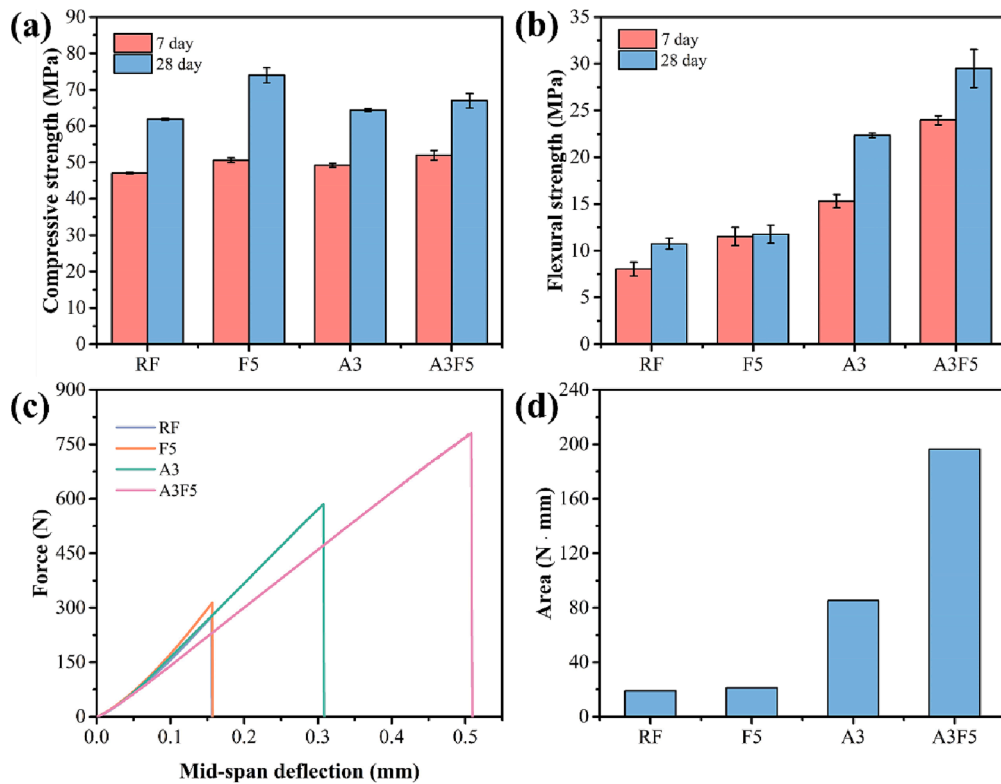 (a)
Compressive strength (MPa)
90
80
70
60
50
40
30
20
10
0
7 day
28 day
RF F5 A3 A3F5
(b)
Flexural strength (MPa)
35
30
25
20
15
10
5
0
7 day
28 day
RF F5 A3 A3F5
(c)
Force (N)
900
750
600
450
300
150
0
RF
F5
A3
A3F5
0.0 0.1 0.2 0.3 0.4 0.5
Mid-span deflection (mm)
(d)
Area (N · mm)
240
200
160
120
80
40
0
RF F5 A3 A3F5